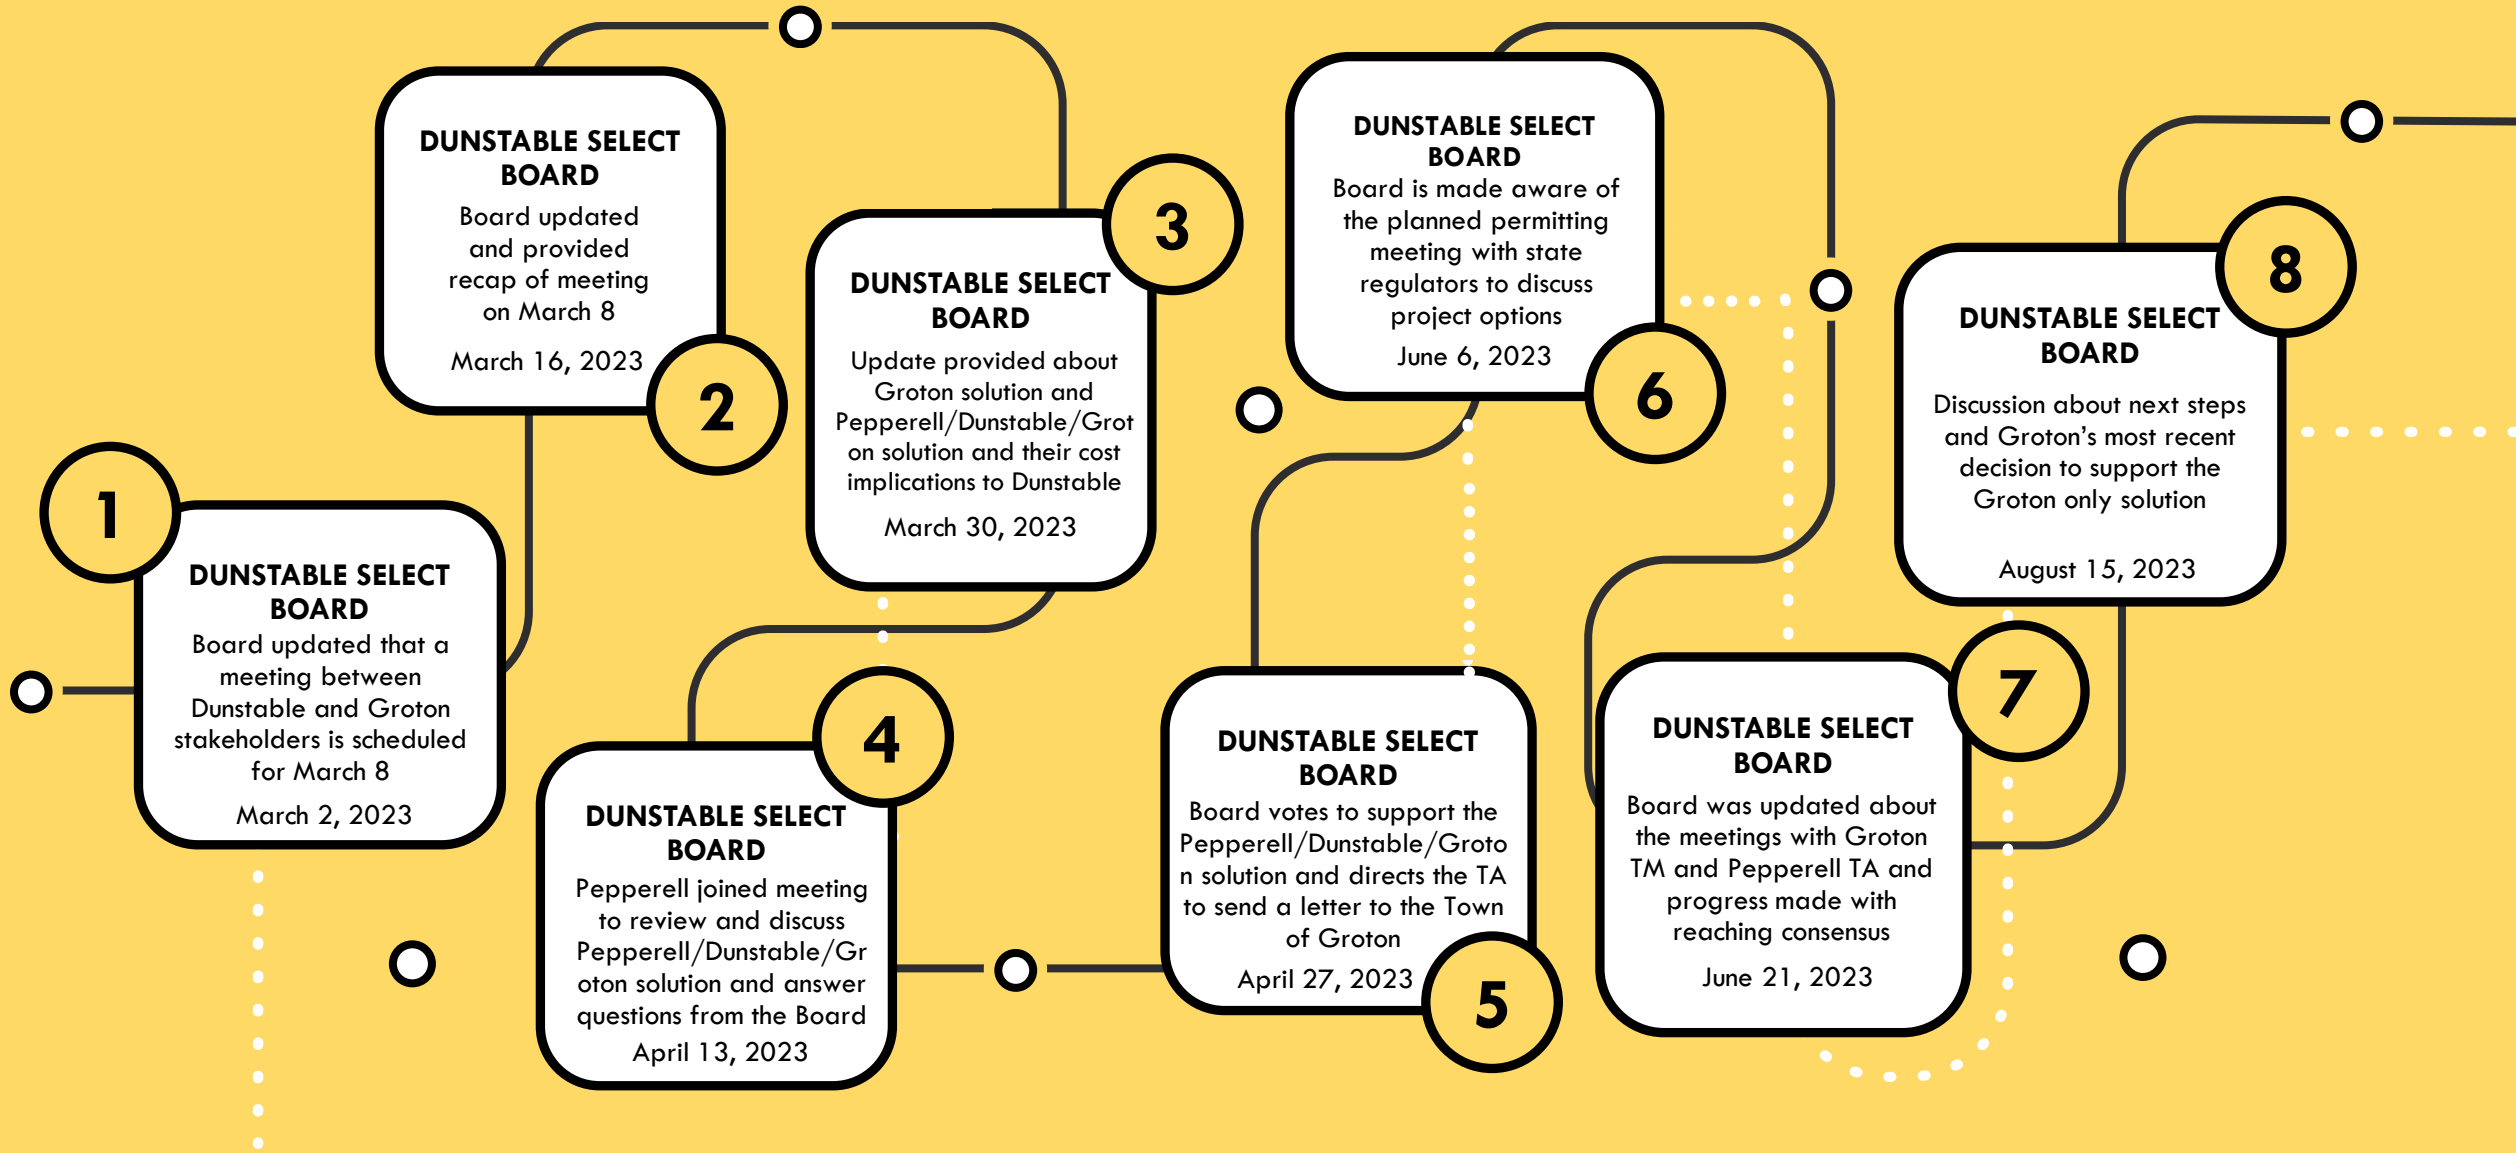 1
DUNSTABLE SELECT
BOARD
Board updated that a
meeting between
Dunstable and Groton
stakeholders is scheduled
for March 8
March 2, 2023
DUNSTABLE SELECT
BOARD
Board updated
and provided
recap of meeting
on March 8
March 16, 2023
2
3
DUNSTABLE SELECT
BOARD
Update provided about
Groton solution and
Pepperell/Dunstable/Grot
on solution and their cost
implications to Dunstable
March 30, 2023
4
DUNSTABLE SELECT
BOARD
Pepperell joined meeting
to review and discuss
Pepperell/Dunstable/Gr
oton solution and answer
questions from the Board
April 13, 2023
DUNSTABLE SELECT
BOARD
Board votes to support the
Pepperell/Dunstable/Groto
n solution and directs the TA
to send a letter to the Town
of Groton
April 27, 2023
5
DUNSTABLE SELECT
BOARD
Board is made aware of
the planned permitting
meeting with state
regulators to discuss
project options
June 6, 2023
6
7
DUNSTABLE SELECT
BOARD
Board was updated about
the meetings with Groton
TM and Pepperell TA and
progress made with
reaching consensus
June 21, 2023
8
DUNSTABLE SELECT
BOARD
Discussion about next steps
and Groton’s most recent
decision to support the
Groton only solution
August 15, 2023